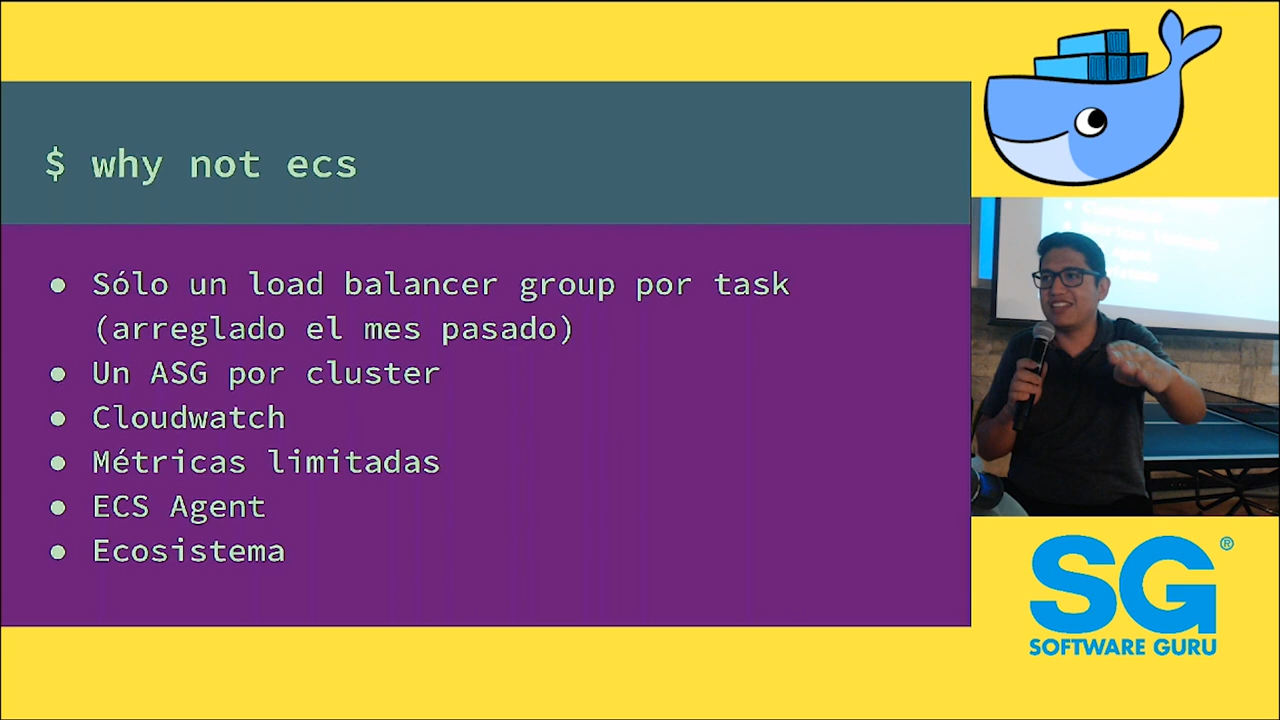 $ why not ecs
● Sólo un load balancer group por task
(arreglado el mes pasado)
● Un ASG por cluster
● Cloudwatch
● Métricas limitadas
● ECS Agent
● Ecosistema
SG®
SOFTWARE GURU